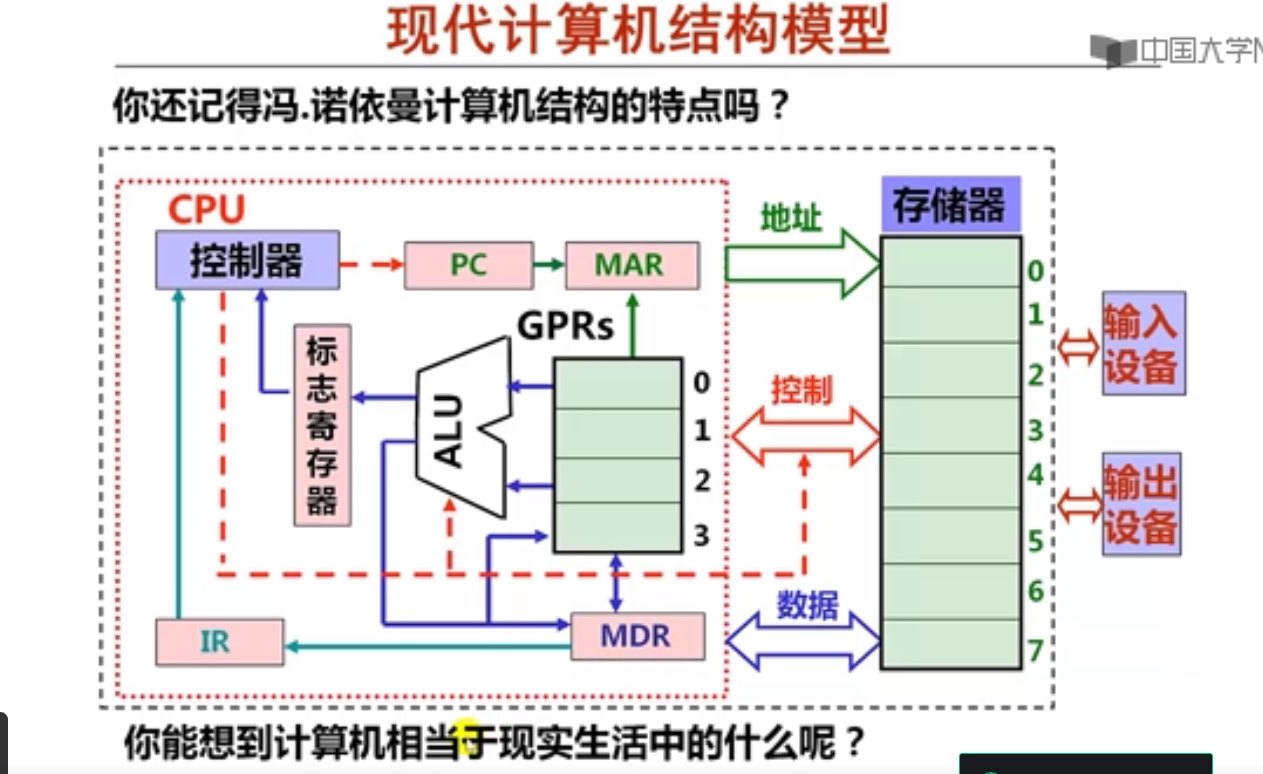 现代计算机结构模型
中国大学
你还记得冯.诺依曼计算机结构的特点吗？
CPU
控制器
PC
MAR
地址
存储器
0
1
2
3
4
5
6
7
输入
设备
输出
设备
标
志
寄
存
器
ALU
GPRs
0
1
2
3
控制
数据
IR
MDR
你能想到计算机相当于现实生活中的什么呢？